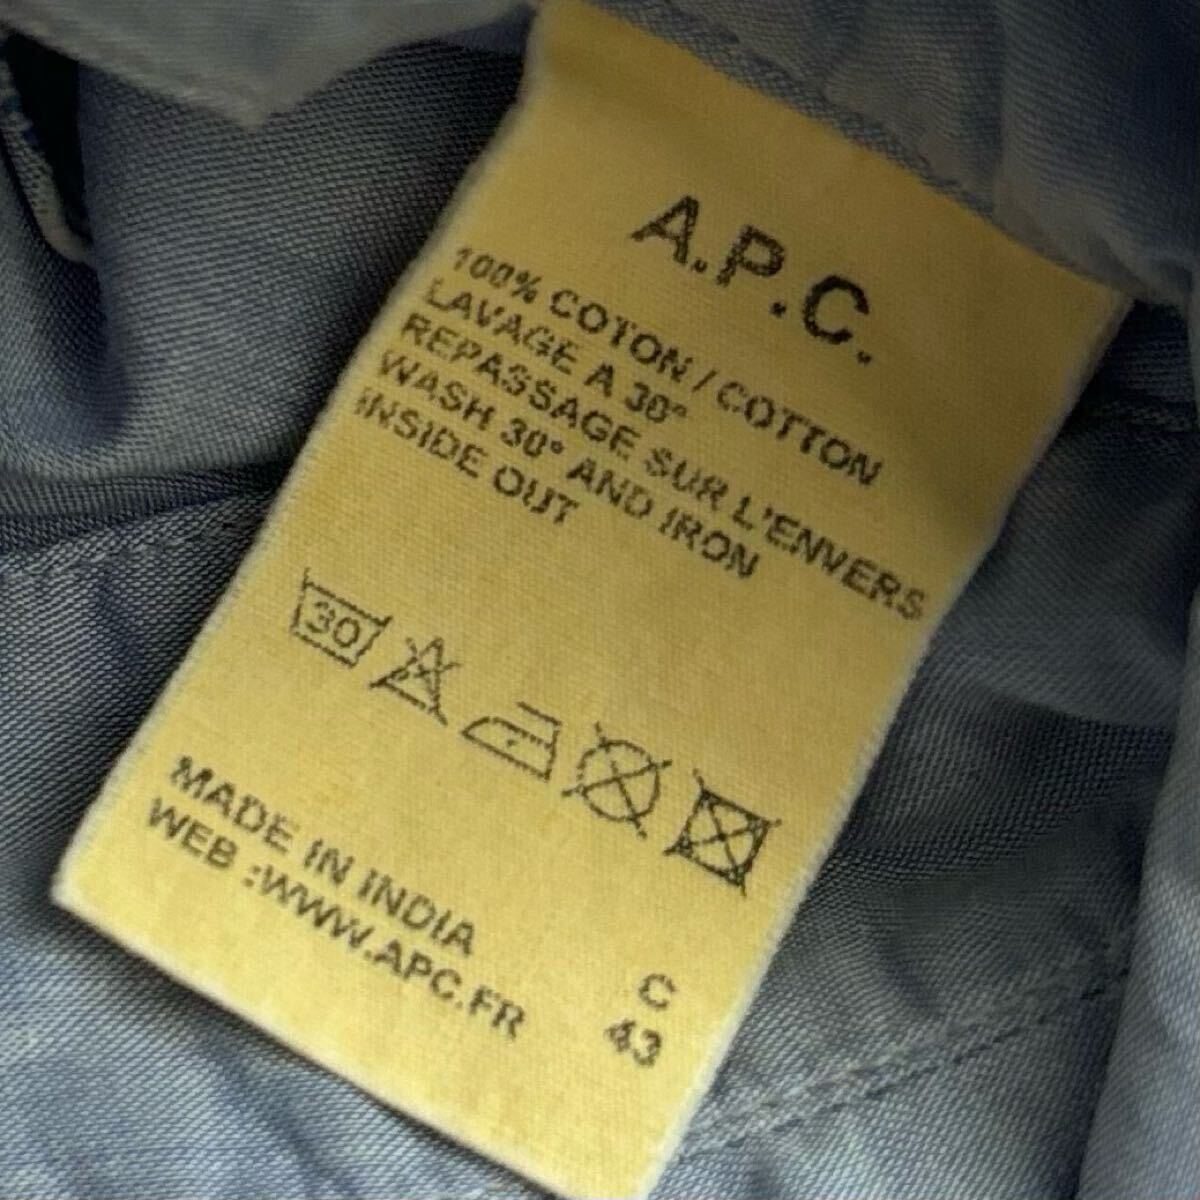 A.P.C.
100% COTON / COTTON
LAVAGE A 30°
REPASSAGE SUR L'ENVERS
WASH 30° AND IRON
INSIDE OUT
30
MADE IN INDIA
WEB :WWW.APC.FR
C
43